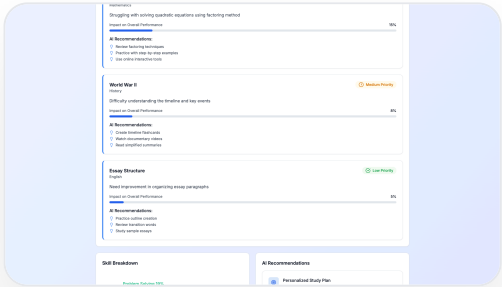 Mathematics
Struggling with solving quadratic equations using factoring method
Impact on Overall Performance 15%
AI Recommendations:
Review factoring techniques
Practice with step-by-step examples
Use online interactive tools
World War II
Medium Priority
History
Difficulty understanding the timeline and key events
Impact on Overall Performance 8%
AI Recommendations:
Create timeline flashcards
Watch documentary videos
Read simplified summaries
Essay Structure
Low Priority
English
Need improvement in organizing essay paragraphs
Impact on Overall Performance 5%
AI Recommendations:
Practice outline creation
Review transition words
Study sample essays
Skill Breakdown
AI Recommendations
Personalized Study Plan